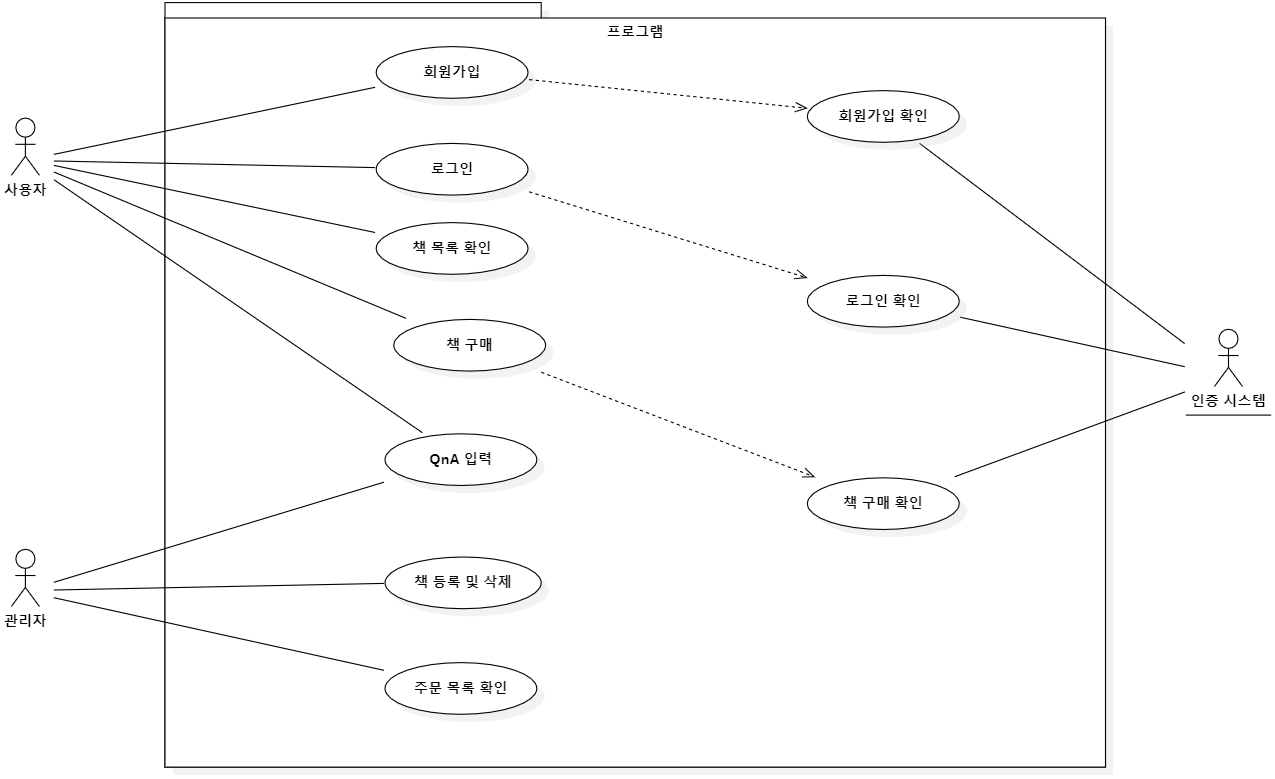 프로그램
회원가입
회원가입 확인
사용자
로그인
책 목록 확인
로그인 확인
책 구매
인증 시스템
QnA 입력
책 구매 확인
책 등록 및 삭제
관리자
주문 목록 확인